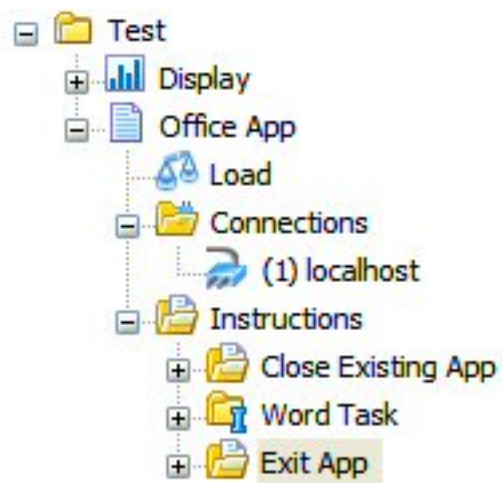 Test
Display
Office App
Load
Connections
(1) localhost
Instructions
Close Existing App
Word Task
Exit App